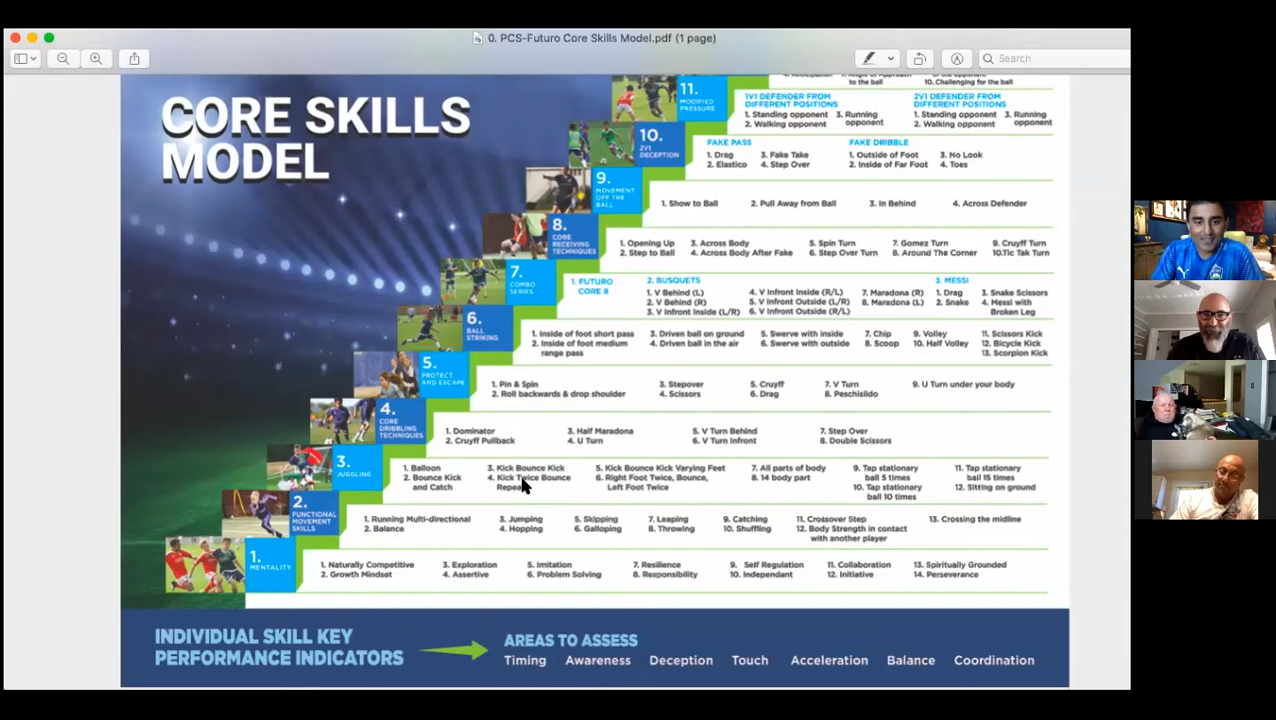 0. PCS-Futuro Core Skills Model.pdf (1 page)
Search
CORE SKILLS
MODEL
4. Anticipation
to the ball
10. Challenging for the ball
11.
MODIFIED
PRESSURE
1V1 DEFENDER FROM
DIFFERENT POSITIONS
1. Standing opponent
2. Walking opponent
3. Running
opponent
2V1 DEFENDER FROM
DIFFERENT POSITIONS
1. Standing opponent
2. Walking opponent
3. Running
opponent
10.
2V1
DECEPTION
FAKE PASS
1. Drag
2. Elastico
3. Fake Take
4. Step Over
FAKE DRIBBLE
1. Outside of Foot
2. Inside of Far Foot
3. No Look
4. Toes
9.
MOVEMENT
OFF THE
BALL
1. Show to Ball
2. Pull Away from Ball
3. In Behind
4. Across Defender
8.
CORE
RECEIVING
TECHNIQUES
1. Opening Up
2. Step to Ball
3. Across Body
4. Across Body After Fake
5. Spin Turn
6. Step Over Turn
7. Gomez Turn
8. Around The Corner
9. Cruyff Turn
10.Tic Tak Turn
7.
COMBO
SERIES
1. FUTURO
CORE 8
2. BUSQUETS
1. V Behind (L)
2. V Behind (R)
3. V Infront Inside (L/R)
4. V Infront Inside (R/L)
5. V Infront Outside (L/R)
6. V Infront Outside (R/L)
7. Maradona (R)
8. Maradona (L)
3. MESSI
1. Drag
2. Snake
3. Snake Scissors
4. Messi with
Broken Leg
6.
BALL
STRIKING
1. Inside of foot short pass
2. Inside of foot medium
range pass
3. Driven ball on ground
4. Driven ball in the air
5. Swerve with inside
6. Swerve with outside
7. Chip
8. Scoop
9. Volley
10. Half Volley
11. Scissors Kick
12. Bicycle Kick
13. Scorpion Kick
5.
PROTECT
AND ESCAPE
1. Pin & Spin
2. Roll backwards & drop shoulder
3. Stepover
4. Scissors
5. Cruyff
6. Drag
7. V Turn
8. Peschisildo
9. U Turn under your body
4.
CORE
DRIBBLING
TECHNIQUES
1. Dominator
2. Cruyff Pullback
3. Half Maradona
4. U Turn
5. V Turn Behind
6. V Turn Infront
7. Step Over
8. Double Scissors
3.
JUGGLING
1. Balloon
2. Bounce Kick
and Catch
3. Kick Bounce Kick
4. Kick Twice Bounce
5. Kick Bounce Kick Varying Feet
6. Right Foot Twice, Bounce,
Left Foot Twice
7. All parts of body
8. 14 body part
9. Tap stationary
ball 5 times
10. Tap stationary
ball 10 times
11. Tap stationary
ball 15 times
12. Sitting on ground
2.
FUNCTIONAL
MOVEMENT
SKILLS
1. Running Multi-directional
2. Balance
3. Jumping
4. Hopping
5. Skipping
6. Galloping
7. Leaping
8. Throwing
9. Catching
10. Shuffling
11. Crossover Step
12. Body Strength in contact
with another player
13. Crossing the midline
1.
MENTALITY
1. Naturally Competitive
2. Growth Mindset
3. Exploration
4. Assertive
5. Imitation
6. Problem Solving
7. Resilience
8. Responsibility
9. Self Regulation
10. Independant
11. Collaboration
12. Initiative
13. Spiritually Grounded
14. Perseverance
INDIVIDUAL SKILL KEY
PERFORMANCE INDICATORS
AREAS TO ASSESS
Timing Awareness Deception Touch Acceleration Balance Coordination